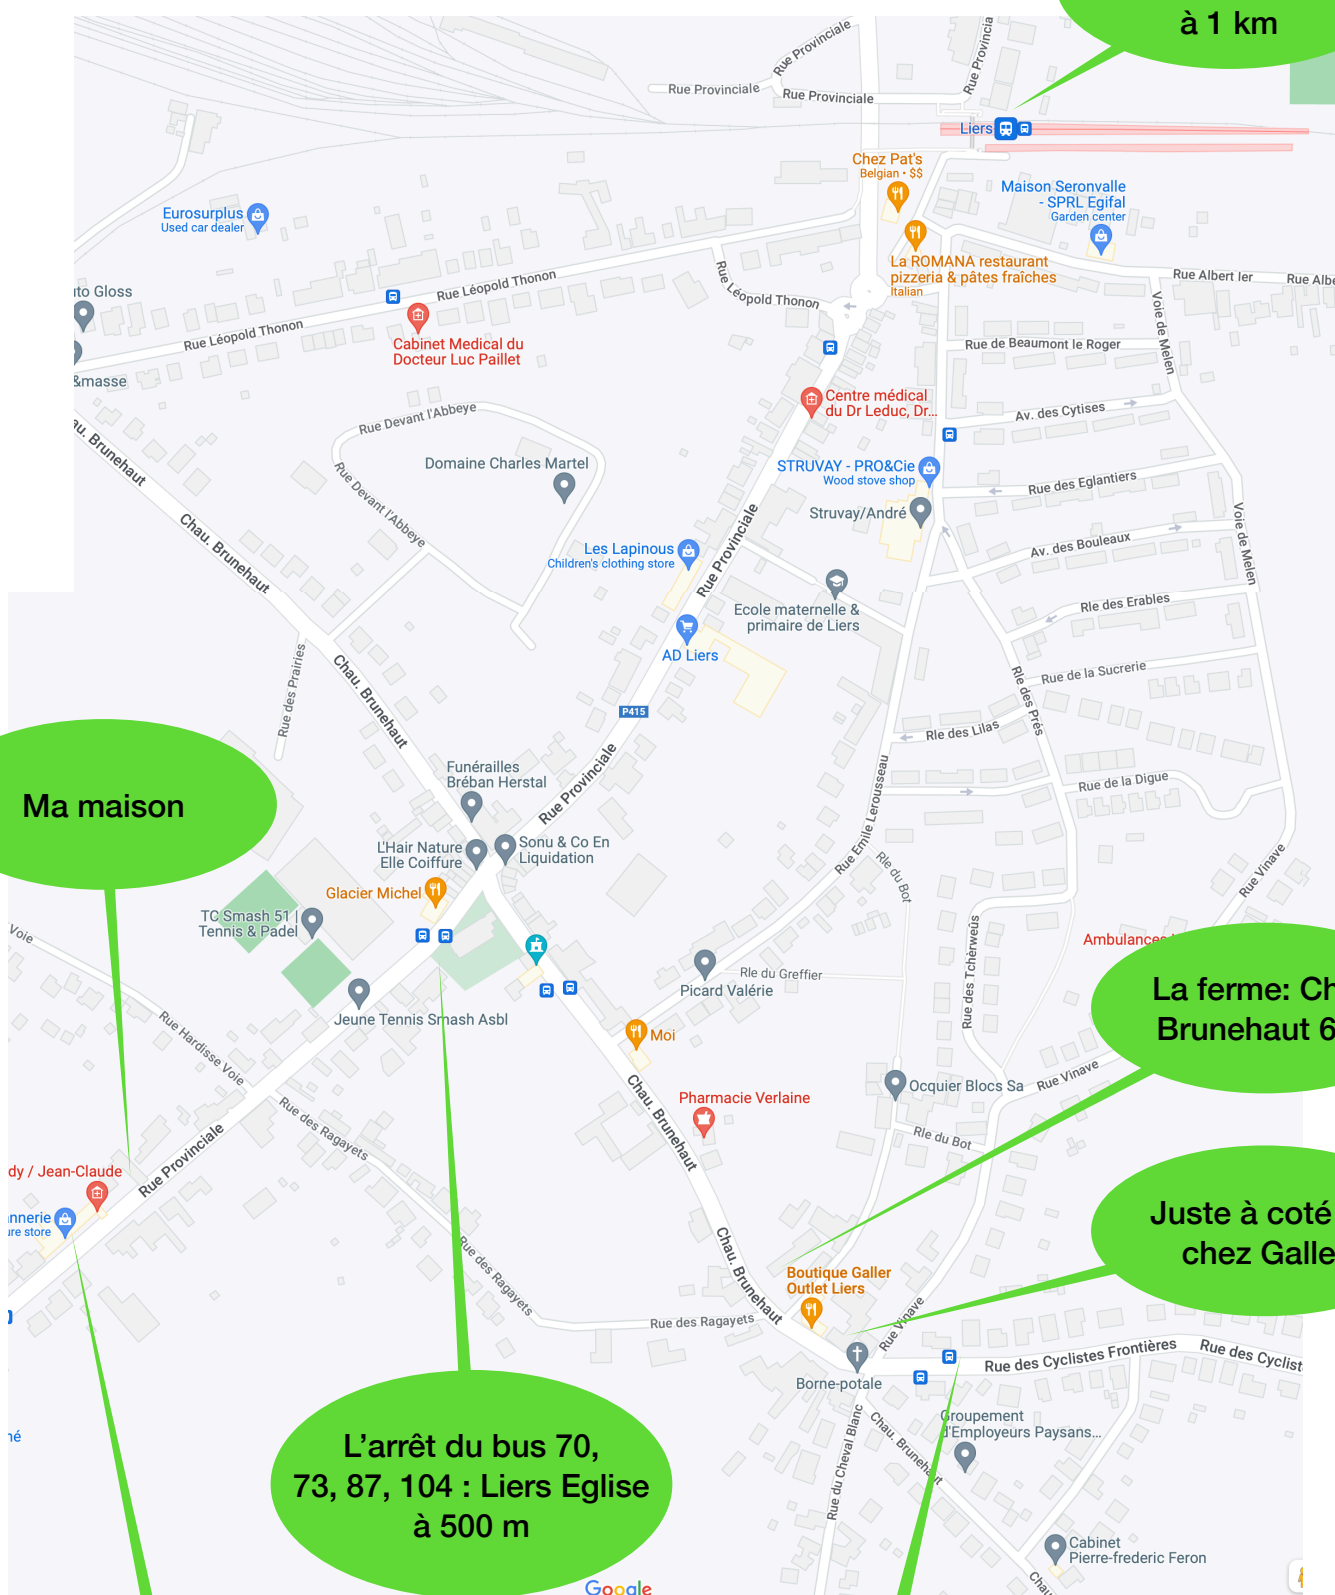 à 1 km
Rue Provinciale
Rue Provincia
Rue Provinciale
Rue Provinciale
Liers
Chez Pat's
Belgian • $$
Maison Seronvalle
- SPRL Egifal
Garden center
Eurosurplus
Used car dealer
La ROMANA restaurant
pizzeria & pâtes fraîches
Italian
Rue Albert Ier
Rue Albe
Rue Léopold Thonon
Rue Léopold Thonon
Rue Léopold Thonon
uto Gloss
Voie de Melen
Cabinet Medical du
Docteur Luc Paillet
Rue de Beaumont le Roger
&masse
Centre médical
du Dr Leduc, Dr...
Av. des Cytises
Rue Devant l'Abbeye
au. Brunehaut
Domaine Charles Martel
STRUVAY - PRO&Cie
Wood stove shop
Rue des Eglantiers
Rue Devant l'Abbeye
Struvay/André
Chau. Brunehaut
Rue Provinciale
Voie de Melen
Av. des Bouleaux
Les Lapinous
Children's clothing store
Ecole maternelle &
primaire de Liers
Rle des Erables
AD Liers
Rue des Prairies
Chau. Brunehaut
Rle des Prés
Rue de la Sucrerie
P415
Rle des Lilas
Funérailles
Bréban Herstal
Rue Provinciale
Rue Emile Lerousseau
Rue de la Digue
Ma maison
L'Hair Nature
Elle Coiffure
Sonu & Co En
Liquidation
Rle du Bot
Rue Vinave
Glacier Michel
TC Smash 51 |
Tennis & Padel
Voie
Ambulances
Rue des Tchèrweùs
Rle du Greffier
Picard Valérie
La ferme: Ch
Brunehaut 6
Jeune Tennis Smash Asbl
Rue Hardisse Voie
Moi
Ocquier Blocs Sa
Rue Vinave
Pharmacie Verlaine
Chau. Brunehaut
Rue des Ragayets
Rle du Bot
Rue Provinciale
dy / Jean-Claude
annerie
are store
Juste à coté
chez Galle
Rue des Ragayets
Chau. Brunehaut
Boutique Galler
Outlet Liers
Rue des Ragayets
Rue Vinave
Rue des Cyclistes Frontières
Rue des Cyclist
Borne-potale
L'arrêt du bus 70,
73, 87, 104 : Liers Eglise
à 500 m
né
Groupement
d'Employeurs Paysans...
Chau. Brunehaut
Rue du Cheval Blanc
Cabinet
Pierre-frederic Feron
Chau
Google